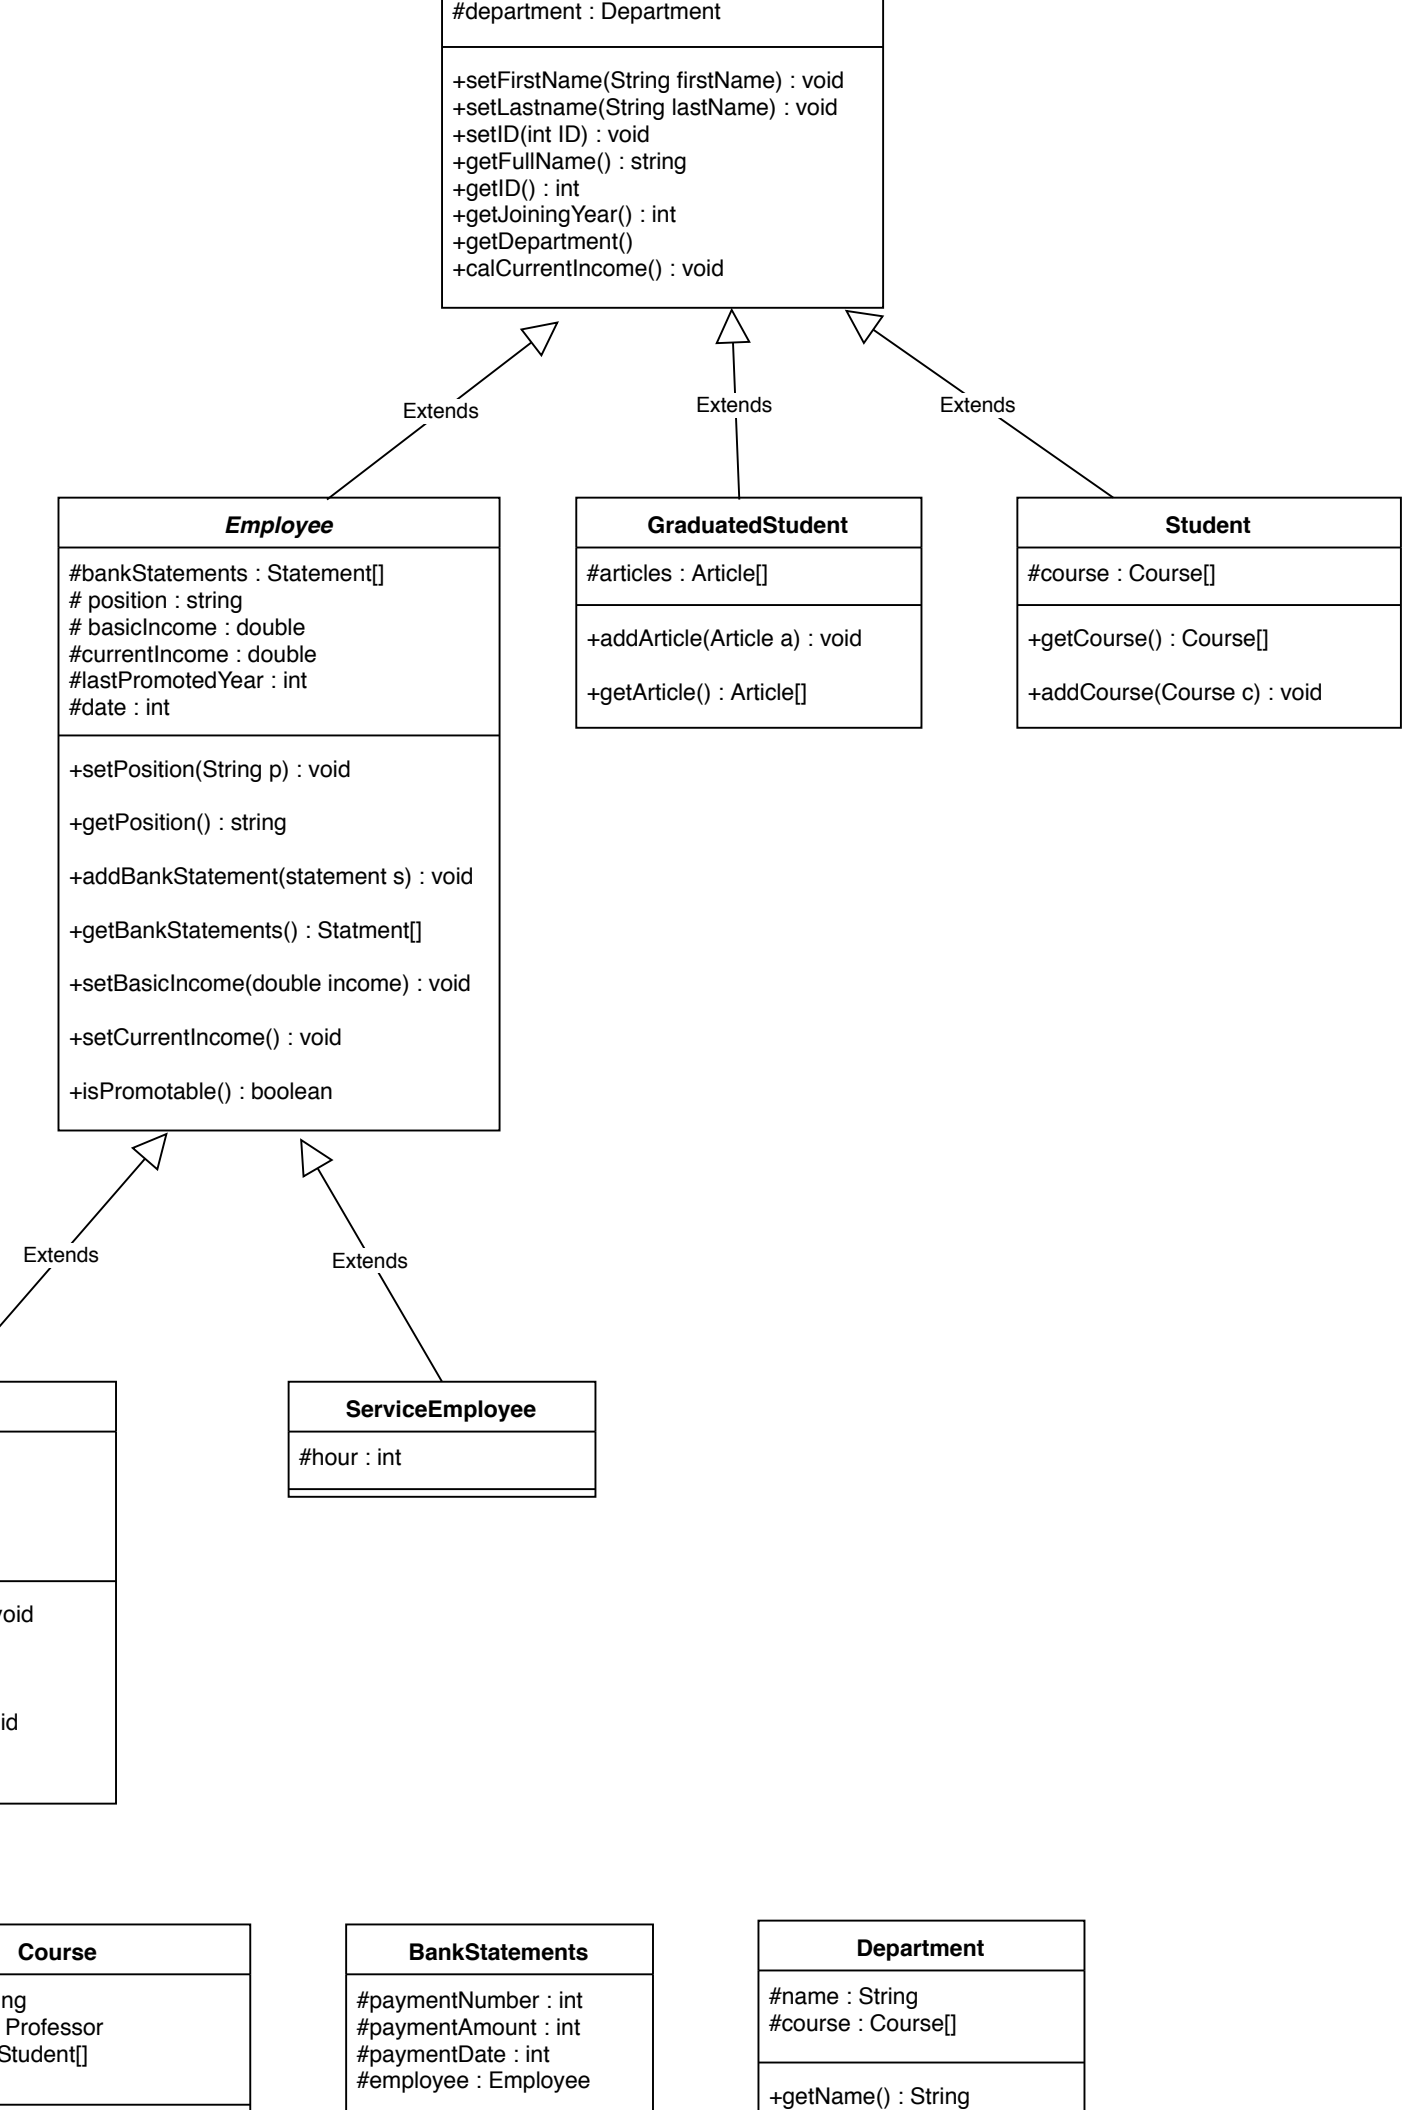 #department : Department
+setFirstName(String firstName) : void
+setLastname(String lastName) : void
+setID(int ID) : void
+getFullName() : string
+getID() : int
+getJoiningYear() : int
+getDepartment()
+calCurrentIncome() : void
Extends
Extends
Extends
Employee
#bankStatements : Statement[]
# position : string
# basicIncome : double
#currentIncome : double
#lastPromotedYear : int
#date : int
+setPosition(String p) : void
+getPosition() : string
+addBankStatement(statement s) : void
+getBankStatements() : Statment[]
+setBasicIncome(double income) : void
+setCurrentIncome() : void
+isPromotable() : boolean
GraduatedStudent
#articles : Article[]
+addArticle(Article a) : void
+getArticle() : Article[]
Student
#course : Course[]
+getCourse() : Course[]
+addCourse(Course c) : void
Extends
Extends
ServiceEmployee
#hour : int
Course
Professor
Student[]
BankStatements
#paymentNumber : int
#paymentAmount : int
#paymentDate : int
#employee : Employee
Department
#name : String
#course : Course[]
+getName() : String